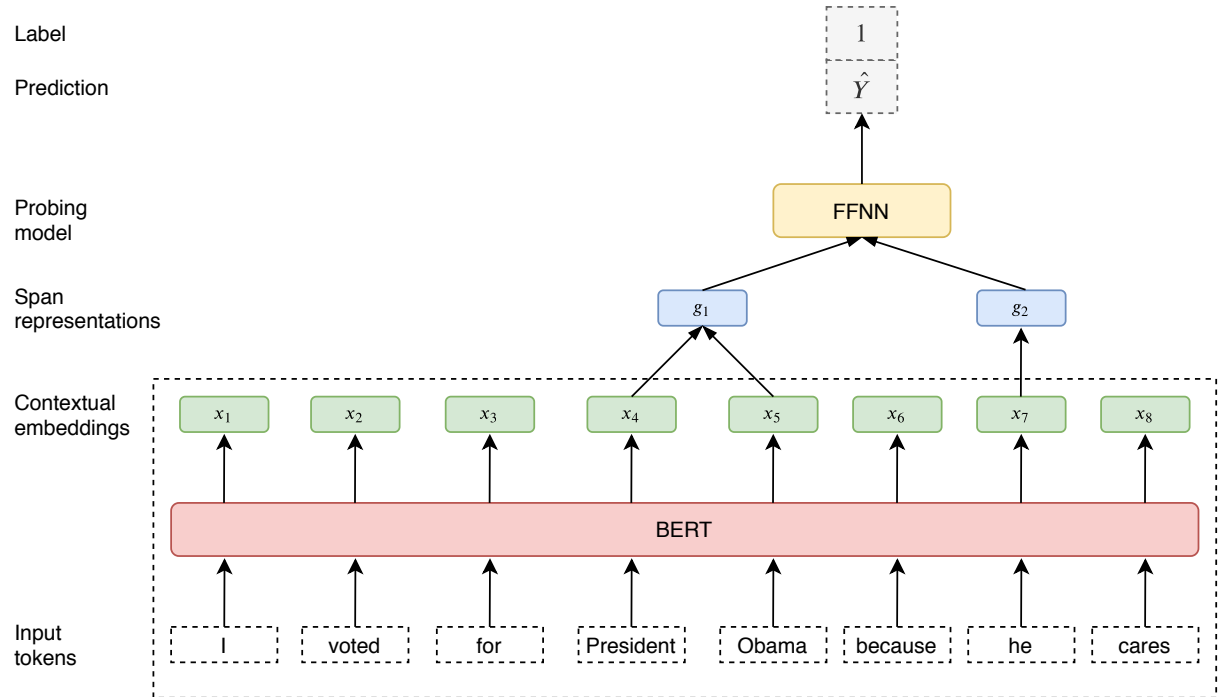 Label
1
Prediction
Ŷ
Probing
model
FFNN
Span
representations
g₁ g₂
Contextual
embeddings
x₁ x₂ x₃ x₄ x₅ x₆ x₇ x₈
BERT
Input
tokens
I voted for President Obama because he cares